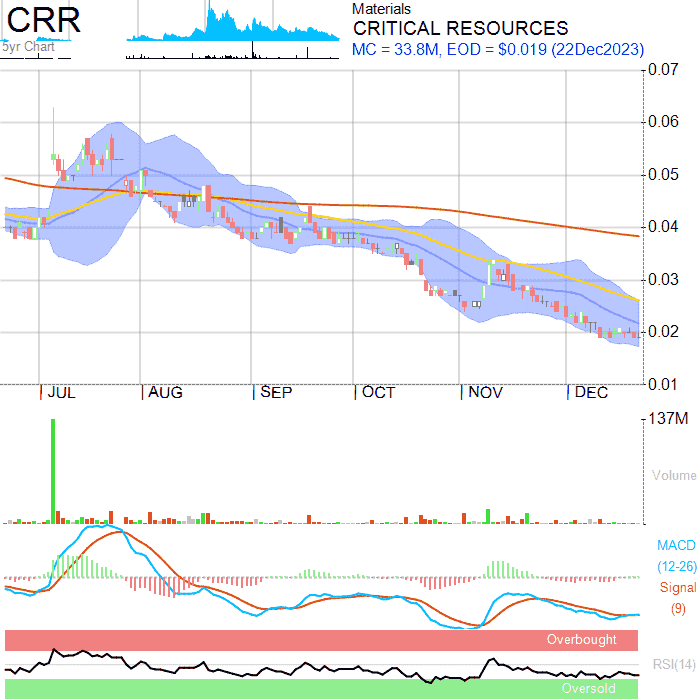 CRR
5yr Chart
Materials
CRITICAL RESOURCES
MC = 33.8M, EOD = $0.019 (22Dec2023)
0.07
0.06
0.05
0.04
0.03
0.02
0.01
JUL AUG SEP OCT NOV DEC
137M
Volume
MACD
(12-26)
Signal
(9)
Overbought
RSI(14)
Oversold